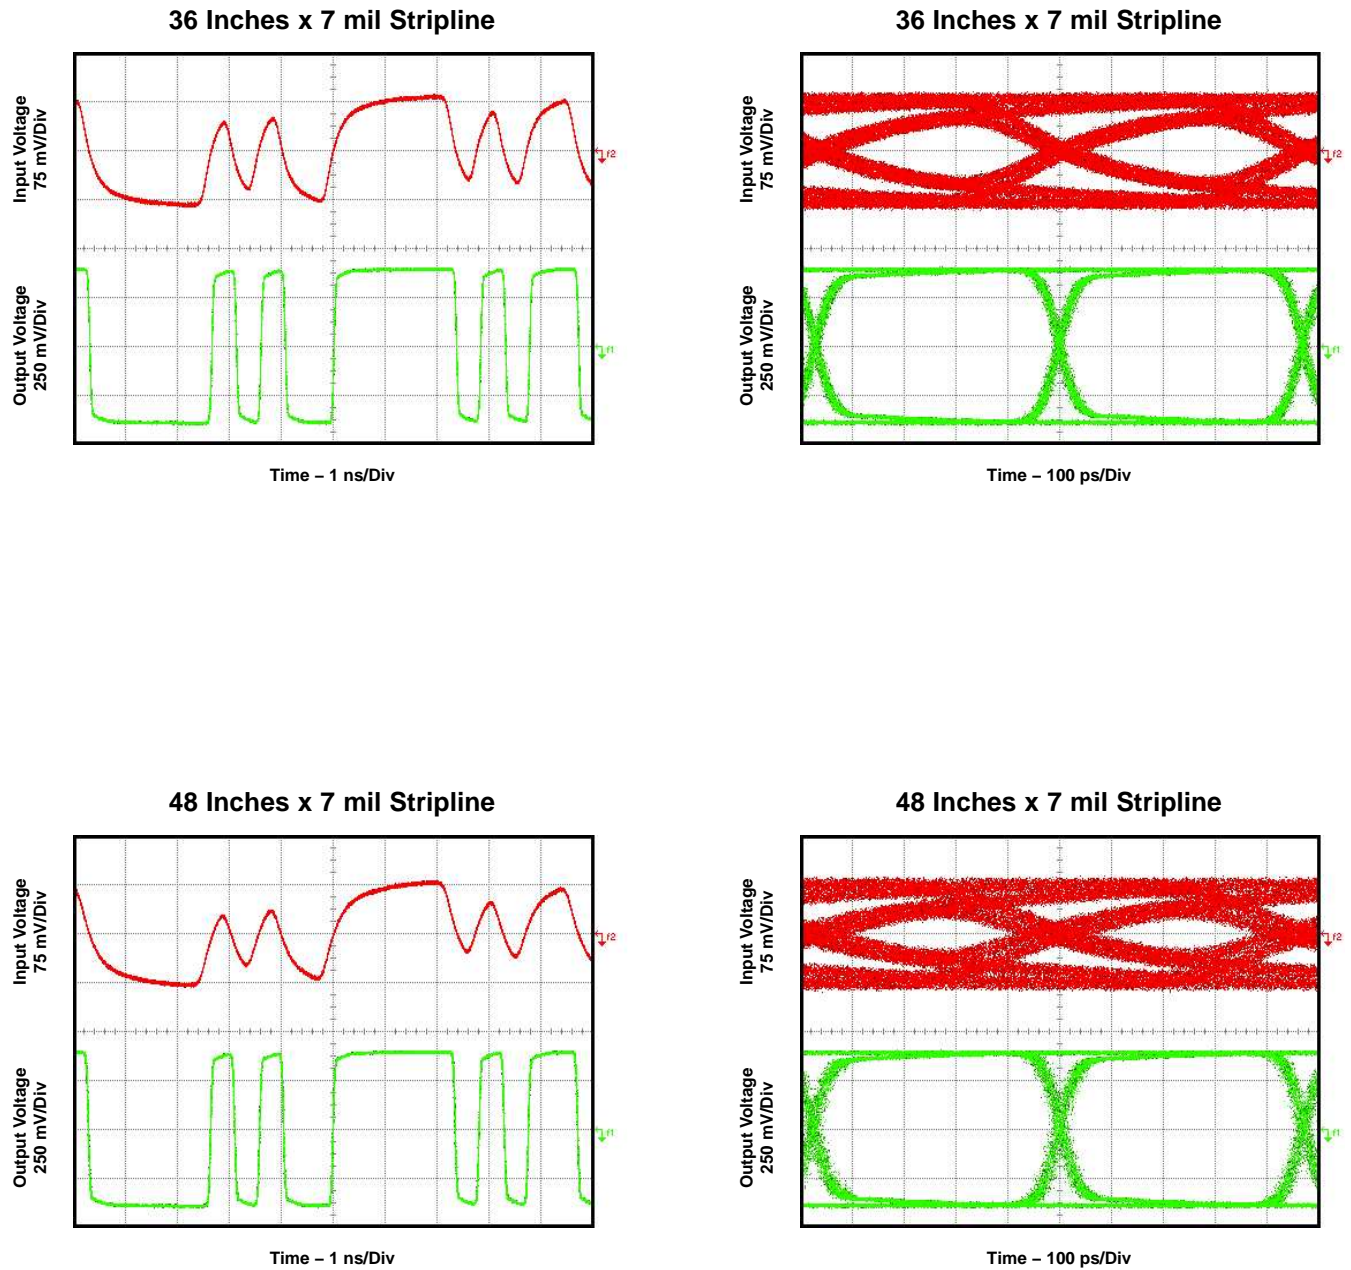 36 Inches x 7 mil Stripline
Input Voltage
75 mV/Div
f2
Output Voltage
250 mV/Div
f1
Time – 1 ns/Div
36 Inches x 7 mil Stripline
Input Voltage
75 mV/Div
f2
Output Voltage
250 mV/Div
f1
Time – 100 ps/Div
48 Inches x 7 mil Stripline
Input Voltage
75 mV/Div
f2
Output Voltage
250 mV/Div
f1
Time – 1 ns/Div
48 Inches x 7 mil Stripline
Input Voltage
75 mV/Div
f2
Output Voltage
250 mV/Div
f1
Time – 100 ps/Div